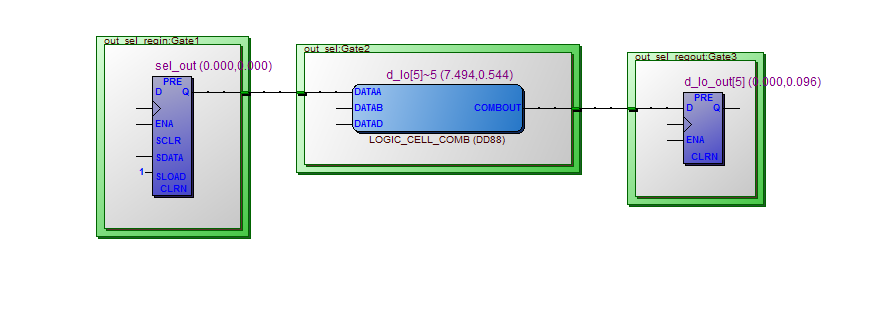 out_sel_regin:Gate1
sel_out (0.000,0.000)
PRE
D
Q
ENA
SCLR
SDATA
1
SLOAD
CLRN
out_sel:Gate2
d_lo[5]~5 (7.494,0.544)
DATAA
DATAB
COMBOUT
DATAD
LOGIC_CELL_COMB (DD88)
out_sel_regout:Gate3
d_lo_out[5] (0.000,0.096)
PRE
D
Q
ENA
CLRN